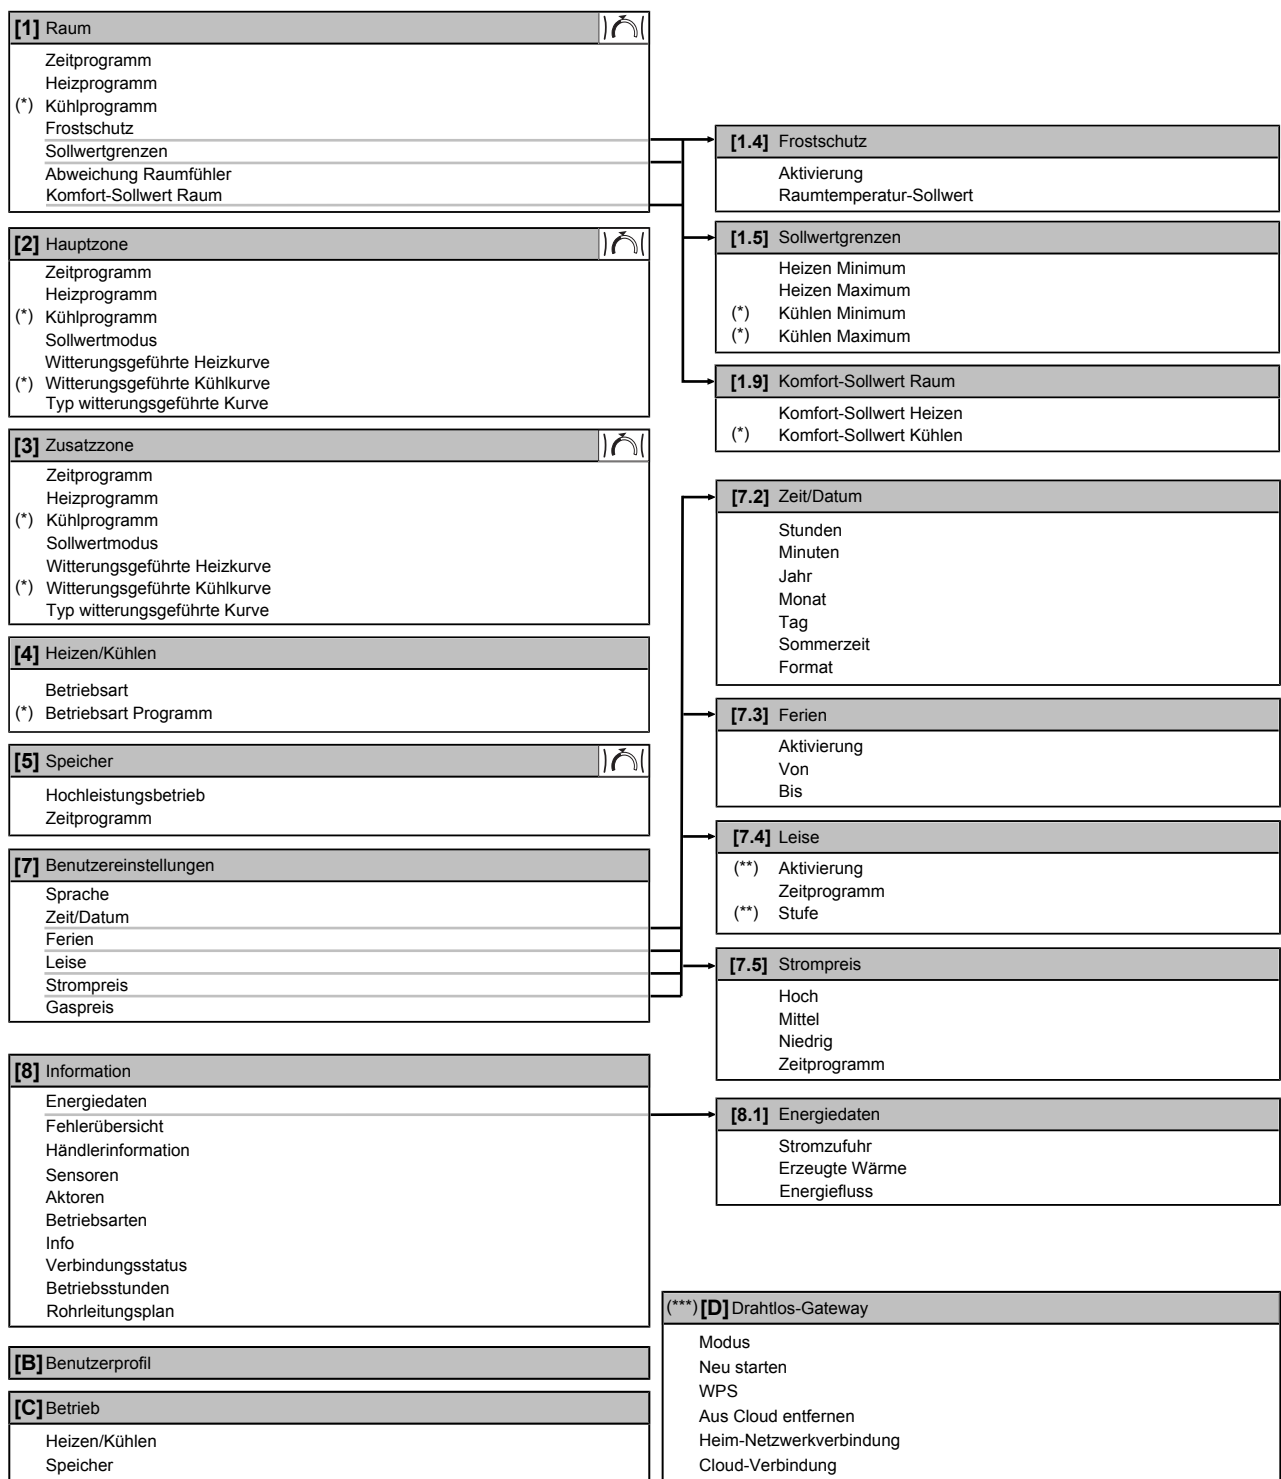 [1] Raum
Zeitprogramm
Heizprogramm
(*) Kühlprogramm
Frostschutz
Sollwertgrenzen
Abweichung Raumfühler
Komfort-Sollwert Raum
[2] Hauptzone
Zeitprogramm
Heizprogramm
(*) Kühlprogramm
Sollwertmodus
Witterungsgeführte Heizkurve
(*) Witterungsgeführte Kühlkurve
Typ witterungsgeführte Kurve
[3] Zusatzzone
Zeitprogramm
Heizprogramm
(*) Kühlprogramm
Sollwertmodus
Witterungsgeführte Heizkurve
(*) Witterungsgeführte Kühlkurve
Typ witterungsgeführte Kurve
[4] Heizen/Kühlen
Betriebsart
(*) Betriebsart Programm
[5] Speicher
Hochleistungsbetrieb
Zeitprogramm
[7] Benutzereinstellungen
Sprache
Zeit/Datum
Ferien
Leise
Strompreis
Gaspreis
[8] Information
Energiedaten
Fehlerübersicht
Händlerinformation
Sensoren
Aktoren
Betriebsarten
Info
Verbindungsstatus
Betriebsstunden
Rohrleitungsplan
[B] Benutzerprofil
[C] Betrieb
Heizen/Kühlen
Speicher
[1.4] Frostschutz
Aktivierung
Raumtemperatur-Sollwert
[1.5] Sollwertgrenzen
Heizen Minimum
Heizen Maximum
(*) Kühlen Minimum
(*) Kühlen Maximum
[1.9] Komfort-Sollwert Raum
Komfort-Sollwert Heizen
(*) Komfort-Sollwert Kühlen
[7.2] Zeit/Datum
Stunden
Minuten
Jahr
Monat
Tag
Sommerzeit
Format
[7.3] Ferien
Aktivierung
Von
Bis
[7.4] Leise
(**) Aktivierung
Zeitprogramm
(**) Stufe
[7.5] Strompreis
Hoch
Mittel
Niedrig
Zeitprogramm
[8.1] Energiedaten
Stromzufuhr
Erzeugte Wärme
Energiefluss
(***) [D] Drahtlos-Gateway
Modus
Neu starten
WPS
Aus Cloud entfernen
Heim-Netzwerkverbindung
Cloud-Verbindung